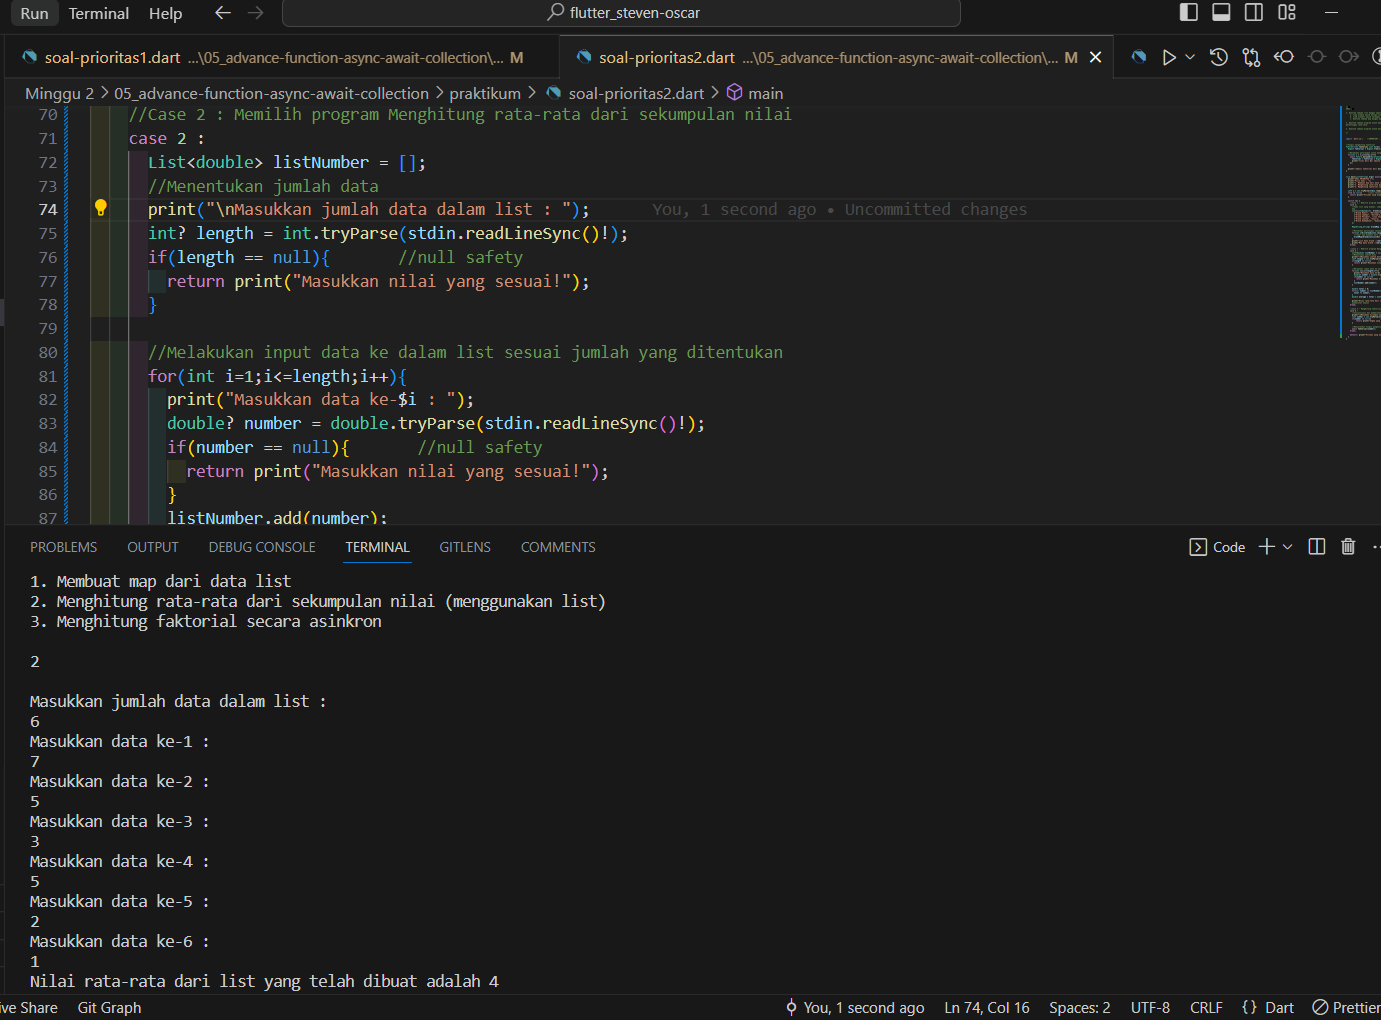 Run Terminal Help ← → flutter_steven-oscar
soal-prioritas1.dart ...\05_advance-function-async-await-collection\... M soal-prioritas2.dart ...\05_advance-function-async-await-collection\... M
Minggu 2 > 05_advance-function-async-await-collection > praktikum > soal-prioritas2.dart > main
70 //Case 2 : Memilih program Menghitung rata-rata dari sekumpulan nilai
71 case 2 :
72 List<double> listNumber = [];
73 //Menentukan jumlah data
74 print("\nMasukkan jumlah data dalam list : "); You, 1 second ago • Uncommitted changes
75 int? length = int.tryParse(stdin.readLineSync()!);
76 if(length == null){ //null safety
77 return print("Masukkan nilai yang sesuai!");
78 }
79
80 //Melakukan input data ke dalam list sesuai jumlah yang ditentukan
81 for(int i=1;i<=length;i++){
82 print("Masukkan data ke-$i : ");
83 double? number = double.tryParse(stdin.readLineSync()!);
84 if(number == null){ //null safety
85 return print("Masukkan nilai yang sesuai!");
86 }
87 listNumber.add(number);
PROBLEMS OUTPUT DEBUG CONSOLE TERMINAL GITLENS COMMENTS Code
1. Membuat map dari data list
2. Menghitung rata-rata dari sekumpulan nilai (menggunakan list)
3. Menghitung faktorial secara asinkron
2
Masukkan jumlah data dalam list :
6
Masukkan data ke-1 :
7
Masukkan data ke-2 :
5
Masukkan data ke-3 :
3
Masukkan data ke-4 :
5
Masukkan data ke-5 :
2
Masukkan data ke-6 :
1
Nilai rata-rata dari list yang telah dibuat adalah 4
ive Share Git Graph You, 1 second ago Ln 74, Col 16 Spaces: 2 UTF-8 CRLF {} Dart Prettier